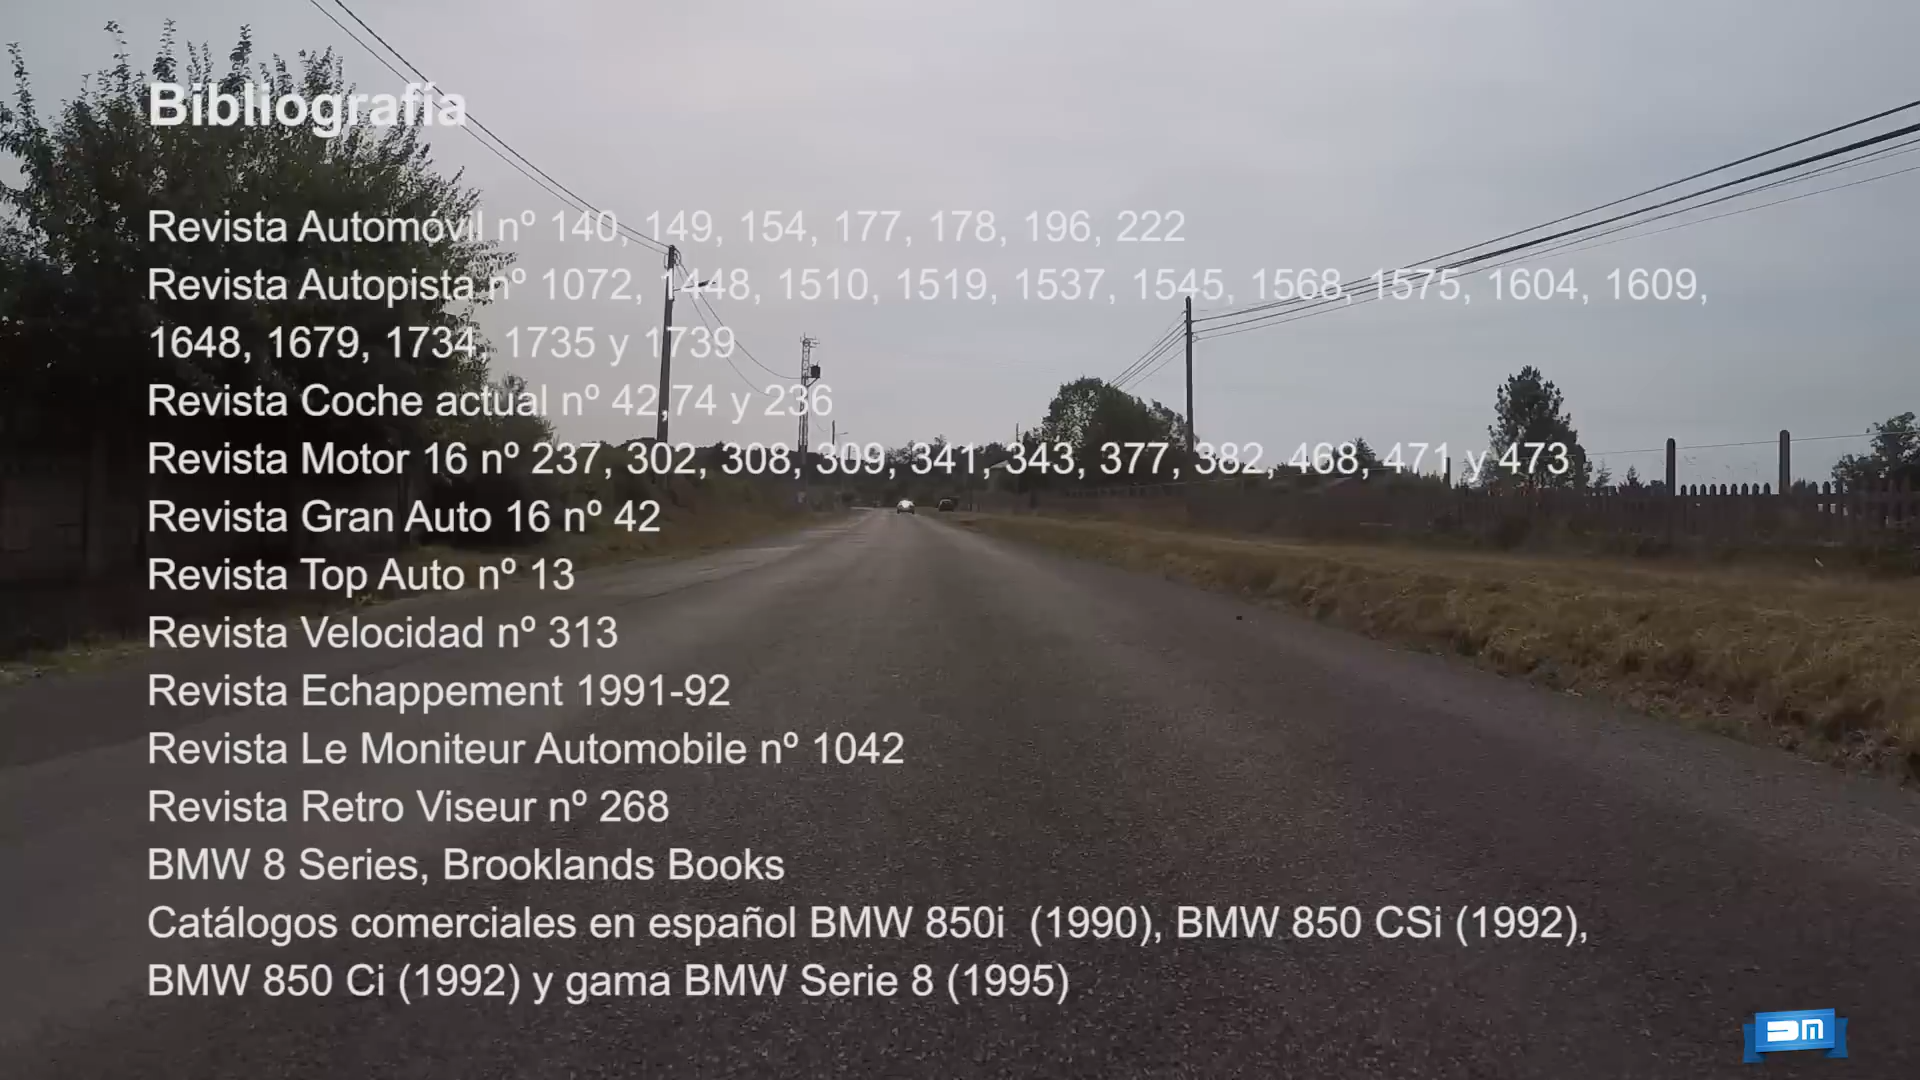 Bibliografía
Revista Automóvil nº 140, 149, 154, 177, 178, 196, 222
Revista Autopista nº 1072, 1448, 1510, 1519, 1537, 1545, 1568, 1575, 1604, 1609,
1648, 1679, 1734, 1735 y 1739
Revista Coche actual nº 42,74 y 236
Revista Motor 16 nº 237, 302, 308, 309, 341, 343, 377, 382, 468, 471 y 473
Revista Gran Auto 16 nº 42
Revista Top Auto nº 13
Revista Velocidad nº 313
Revista Echappement 1991-92
Revista Le Moniteur Automobile nº 1042
Revista Retro Viseur nº 268
BMW 8 Series, Brooklands Books
Catálogos comerciales en español BMW 850i  (1990), BMW 850 CSi (1992),
BMW 850 Ci (1992) y gama BMW Serie 8 (1995)
DM